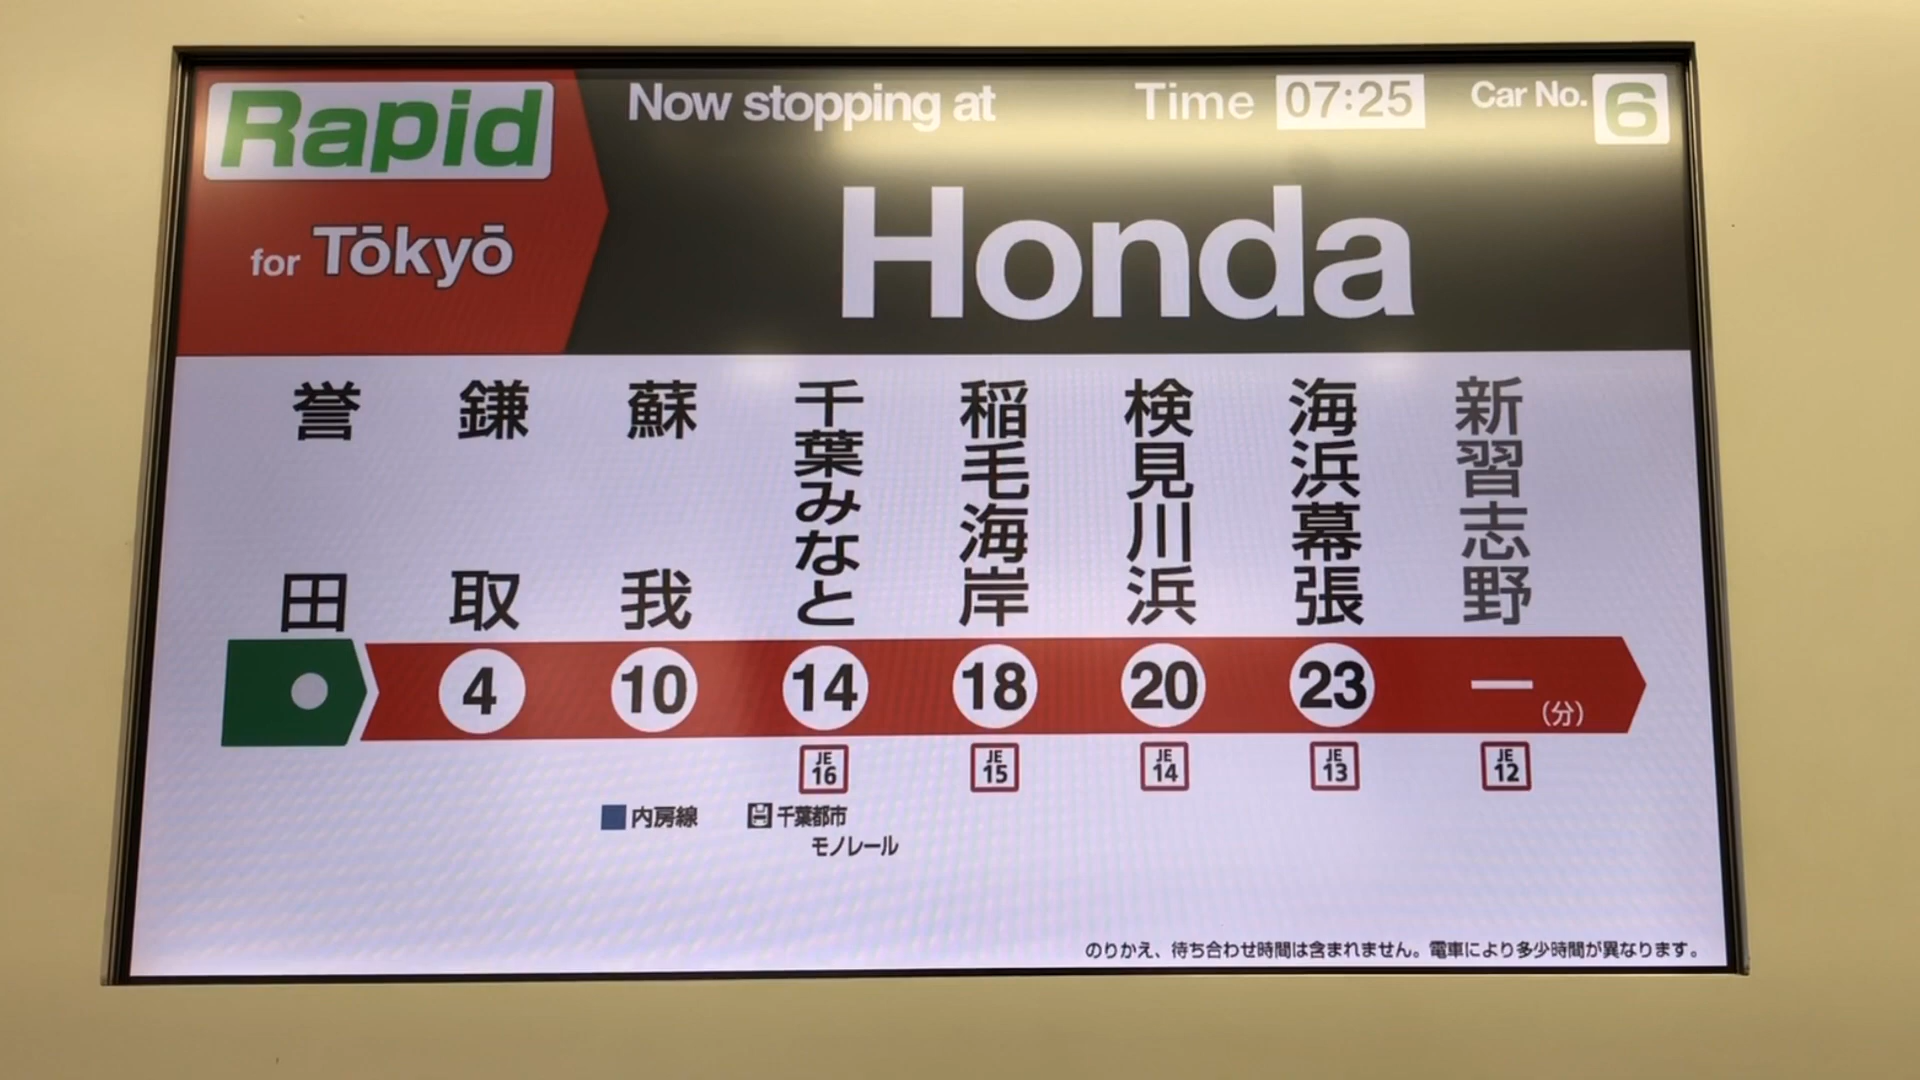 Rapid
for Tōkyō
Now stopping at
Time 07:25
Car No. 6
Honda
誉田
鎌取
蘇我
千葉みなと
稲毛海岸
検見川浜
海浜幕張
新習志野
4 10 14 18 20 23 ー (分)
JE 16
JE 15
JE 14
JE 13
JE 12
内房線
千葉都市
モノレール
のりかえ、待ち合わせ時間は含まれません。電車により多少時間が異なります。